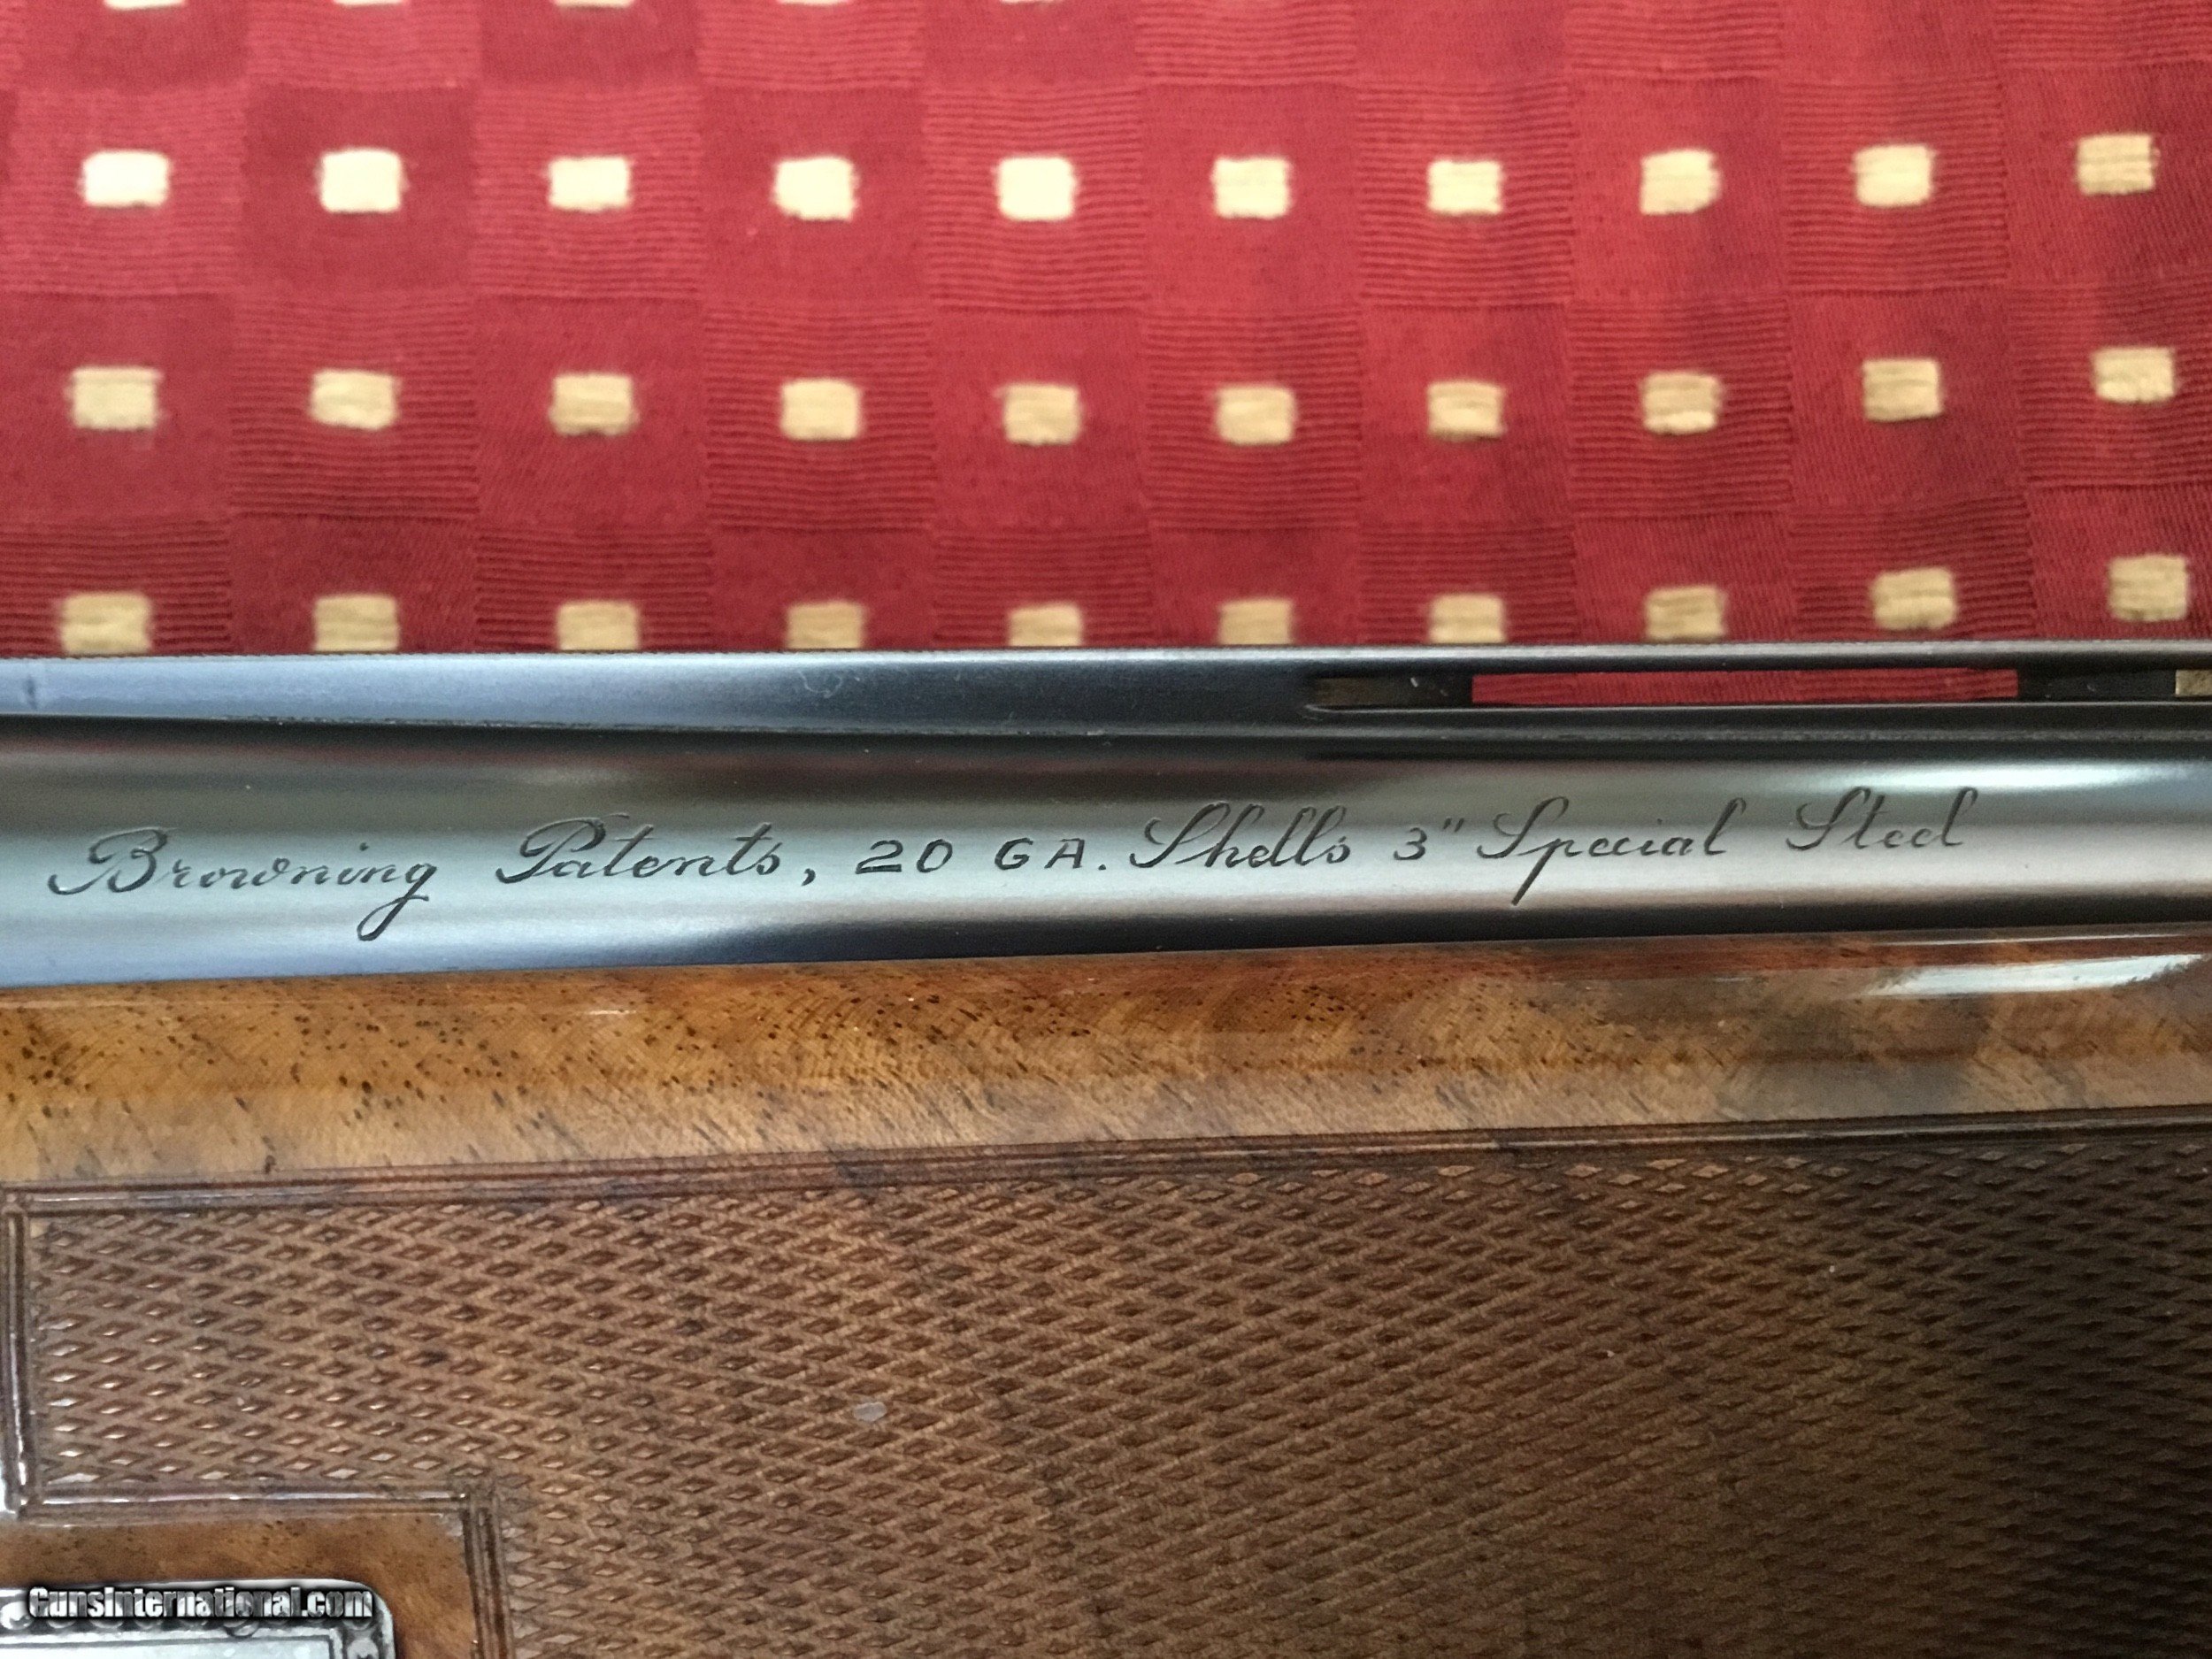 Browning Patents, 20 GA. Shells 3" Special Steel
GunsInternational.com